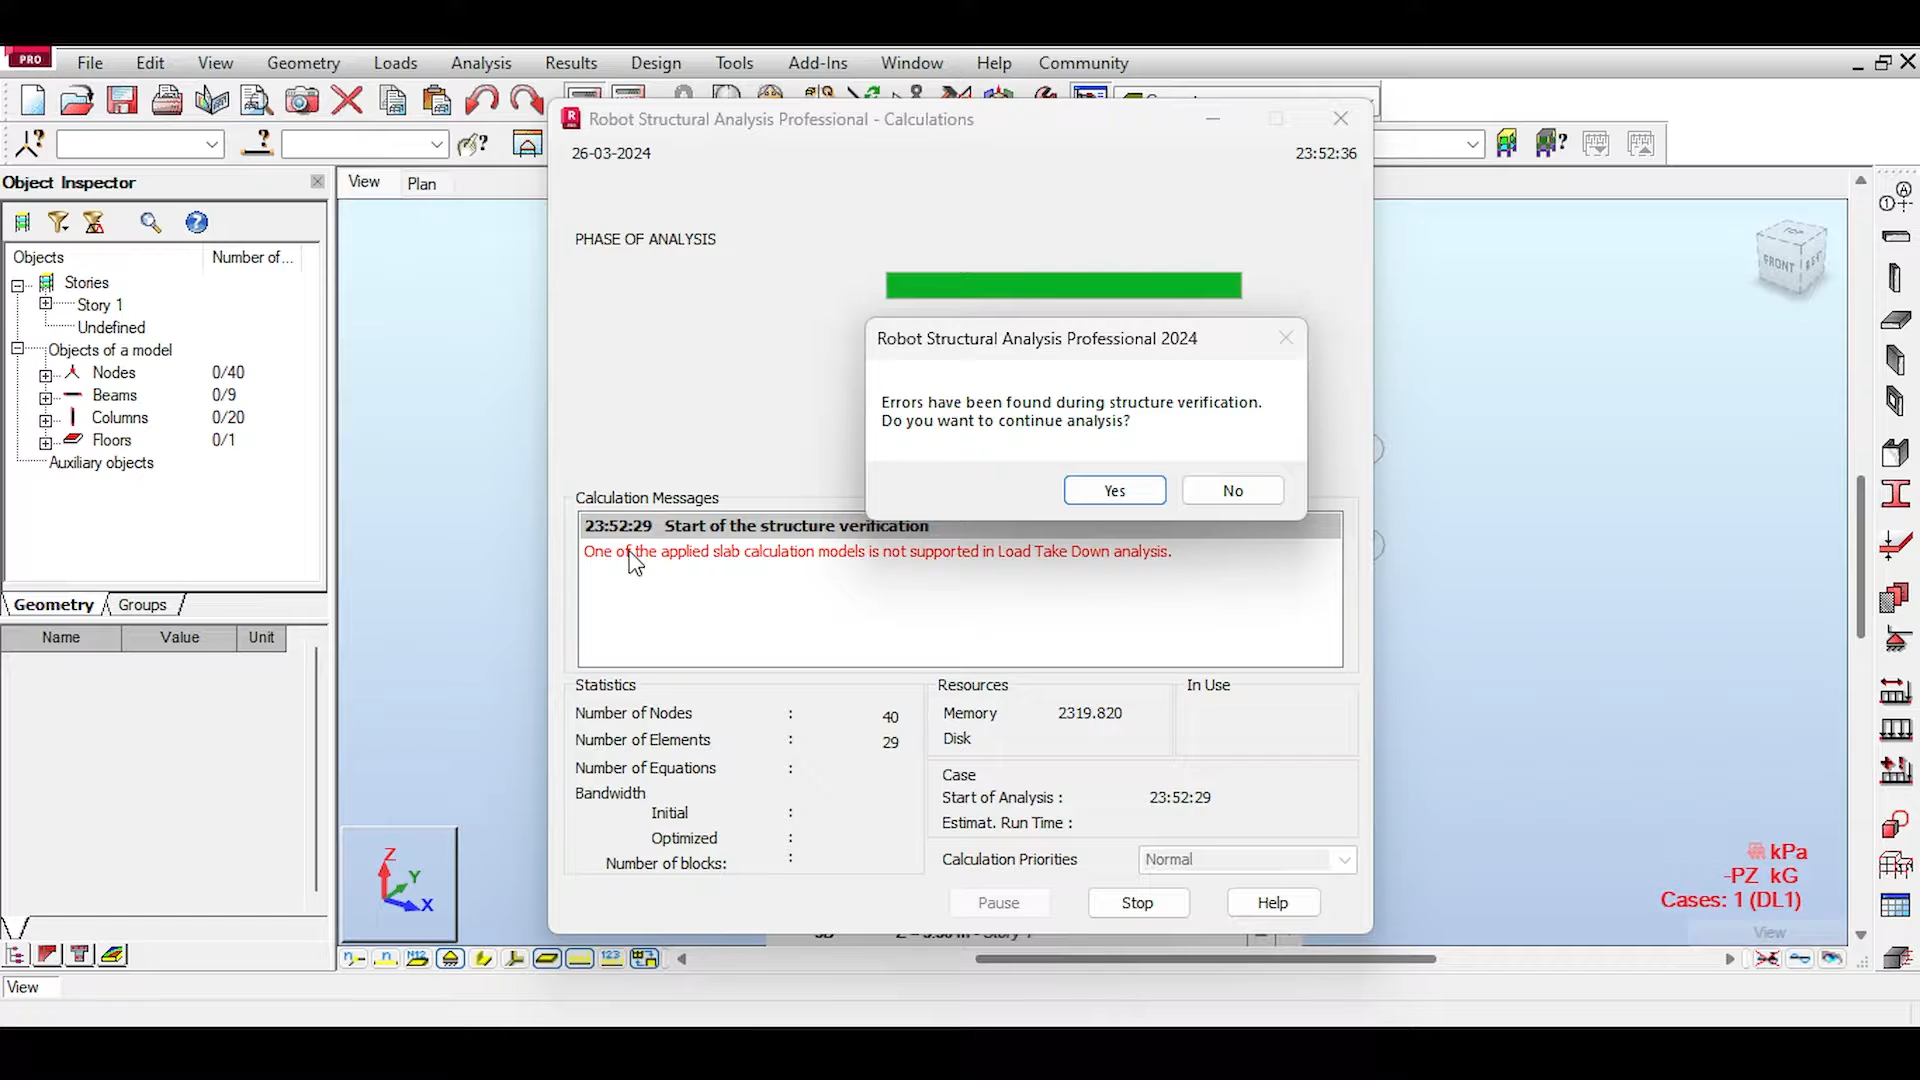 PRO
File Edit View Geometry Loads Analysis Results Design Tools Add-Ins Window Help Community
Robot Structural Analysis Professional - Calculations
26-03-2024 23:52:36
Object Inspector
View Plan
PHASE OF ANALYSIS
Objects Number of...
Stories
Story 1
Undefined
Objects of a model
Nodes 0/40
Beams 0/9
Columns 0/20
Floors 0/1
Auxiliary objects
TOP
FRONT
Robot Structural Analysis Professional 2024
Errors have been found during structure verification.
Do you want to continue analysis?
Yes No
Calculation Messages
23:52:29 Start of the structure verification
One of the applied slab calculation models is not supported in Load Take Down analysis.
Geometry Groups
Name Value Unit
Statistics
Number of Nodes : 40
Number of Elements : 29
Number of Equations :
Bandwidth
Initial :
Optimized :
Number of blocks: :
Resources In Use
Memory 2319.820
Disk
Case
Start of Analysis : 23:52:29
Estimat. Run Time :
Calculation Priorities Normal
Pause Stop Help
Z
Y
X
kPa
-PZ kG
Cases: 1 (DL1)
View
View